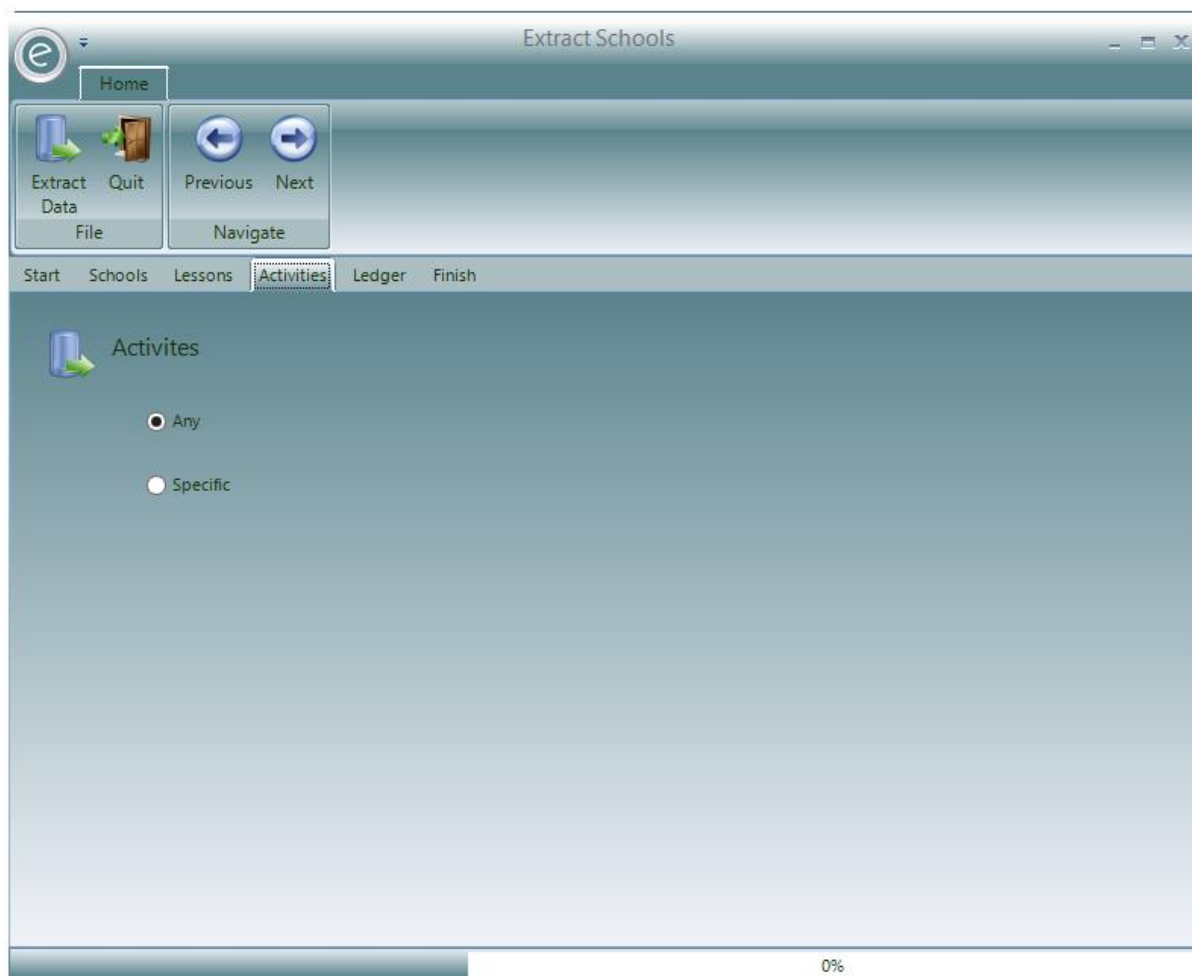 Extract Schools
Home
Extract Data
Quit
Previous
Next
File
Navigate
Start Schools Lessons Activities Ledger Finish
Activites
Any
Specific
0%